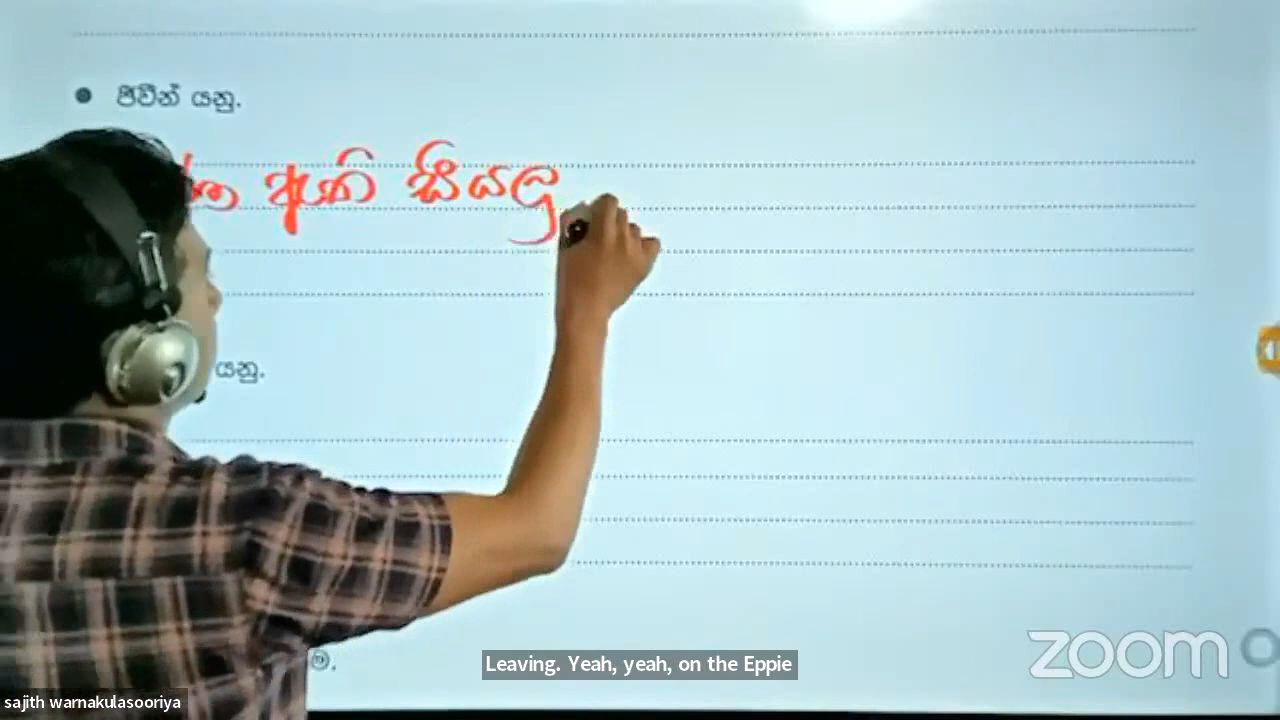 ● ජීවීන් යනු.
ඇති සියලු
යනු.
ම.
Leaving. Yeah, yeah, on the Eppie
zoom
sajith warnakulasooriya